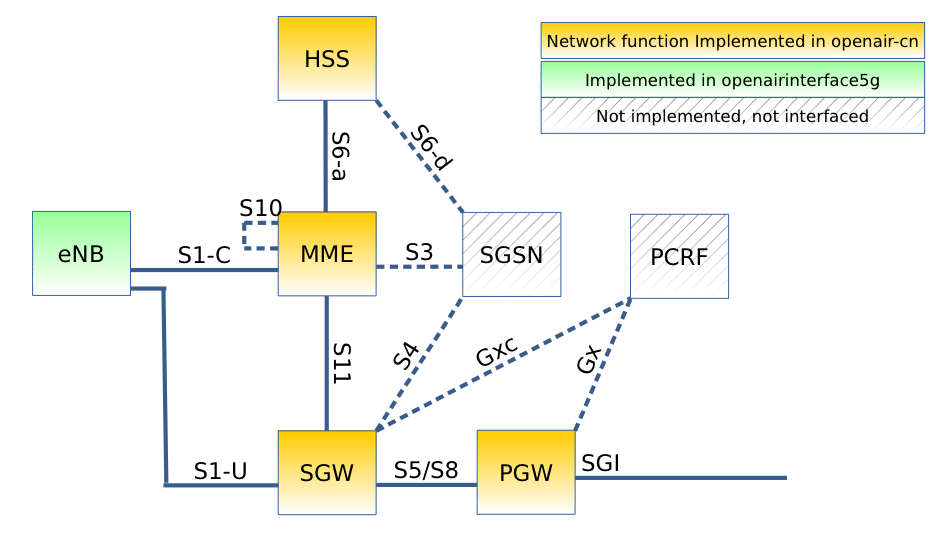 HSS
Network function Implemented in openair-cn
Implemented in openairinterface5g
Not implemented, not interfaced
S6-a
S6-d
S10
eNB
S1-C
MME
S3
SGSN
PCRF
S11
S4
Gxc
Gx
S1-U
SGW
S5/S8
PGW
SGI